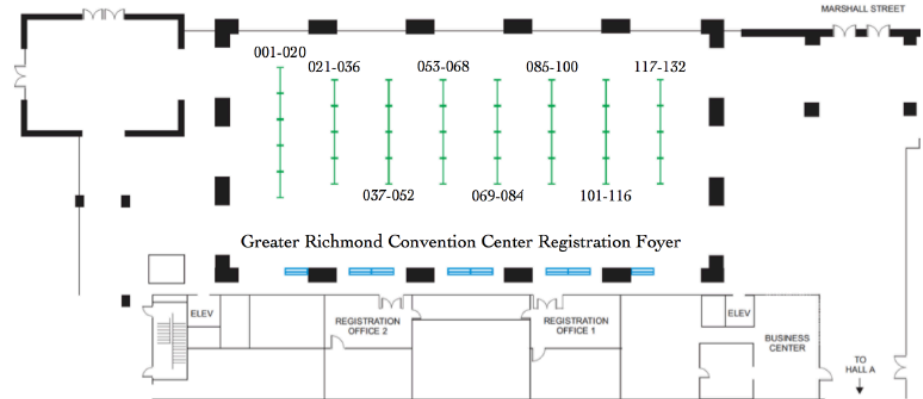 MARSHALL STREET
001-020
021-036
053-068
085-100
117-132
037-052
069-084
101-116
Greater Richmond Convention Center Registration Foyer
ELEV
REGISTRATION
OFFICE 2
REGISTRATION
OFFICE 1
ELEV
BUSINESS
CENTER
TO
HALL A